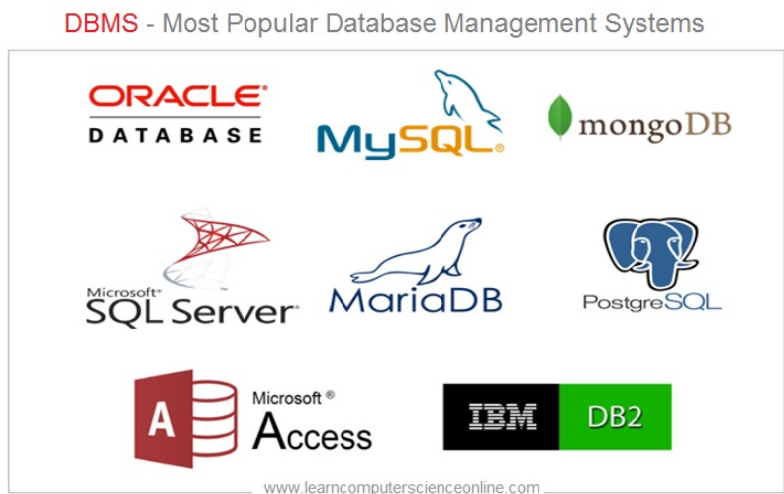 DBMS - Most Popular Database Management Systems
ORACLE®
DATABASE
MySQL®
mongoDB
Microsoft®
SQL Server®
MariaDB
PostgreSQL
A
Microsoft ®
Access
IBM DB2
www.learncomputerscienceonline.com